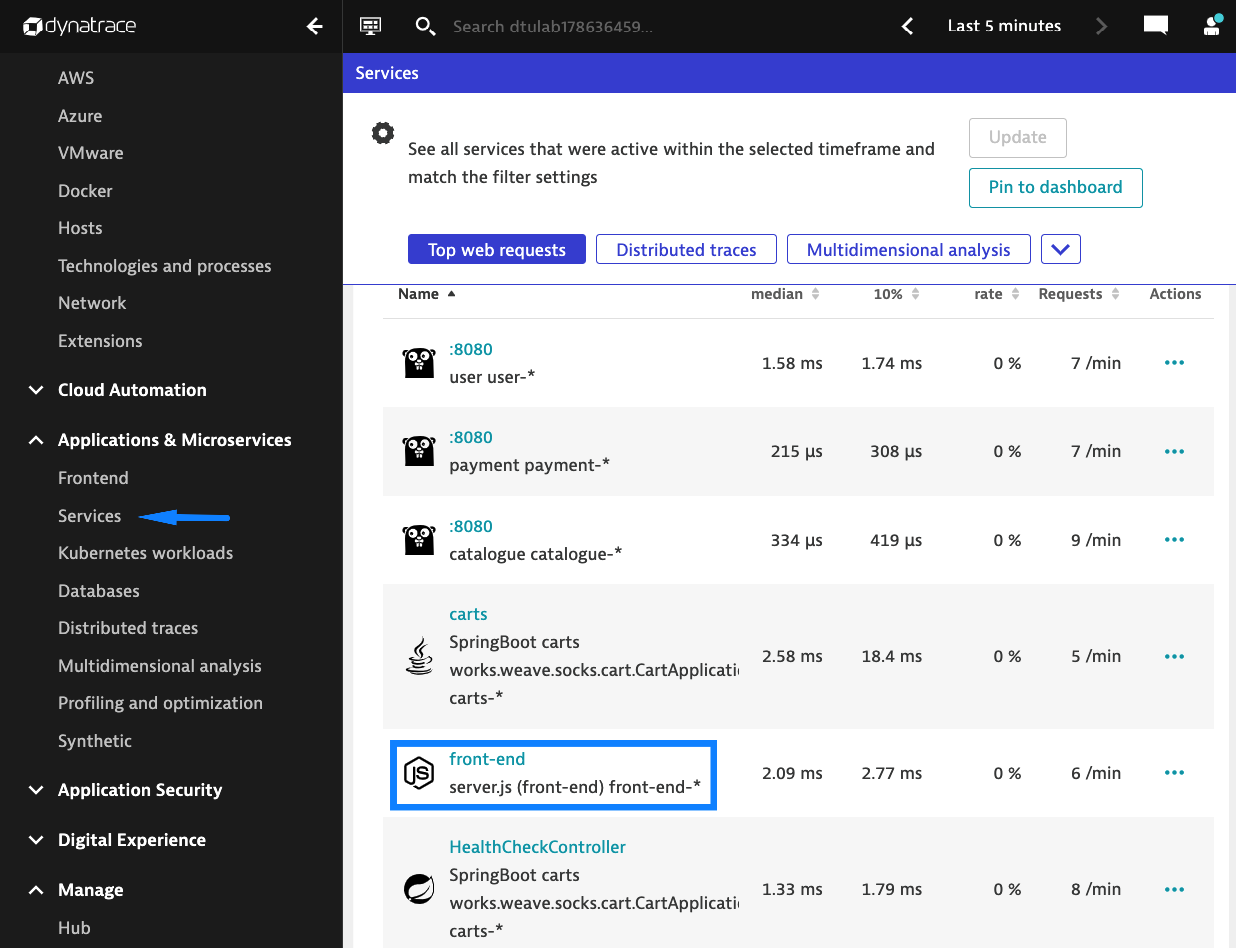 dynatrace
Search dtulab178636459...
Last 5 minutes
AWS
Azure
VMware
Docker
Hosts
Technologies and processes
Network
Extensions
Cloud Automation
Applications & Microservices
Frontend
Services
Kubernetes workloads
Databases
Distributed traces
Multidimensional analysis
Profiling and optimization
Synthetic
Application Security
Digital Experience
Manage
Hub
Services
See all services that were active within the selected timeframe and
match the filter settings
Update
Pin to dashboard
Top web requests
Distributed traces
Multidimensional analysis
Name median 10% rate Requests Actions
:8080
user user-*
1.58 ms 1.74 ms 0 % 7 /min
:8080
payment payment-*
215 µs 308 µs 0 % 7 /min
:8080
catalogue catalogue-*
334 µs 419 µs 0 % 9 /min
carts
SpringBoot carts
works.weave.socks.cart.CartApplicati
carts-*
2.58 ms 18.4 ms 0 % 5 /min
JS
front-end
server.js (front-end) front-end-*
2.09 ms 2.77 ms 0 % 6 /min
HealthCheckController
SpringBoot carts
works.weave.socks.cart.CartApplicati
carts-*
1.33 ms 1.79 ms 0 % 8 /min